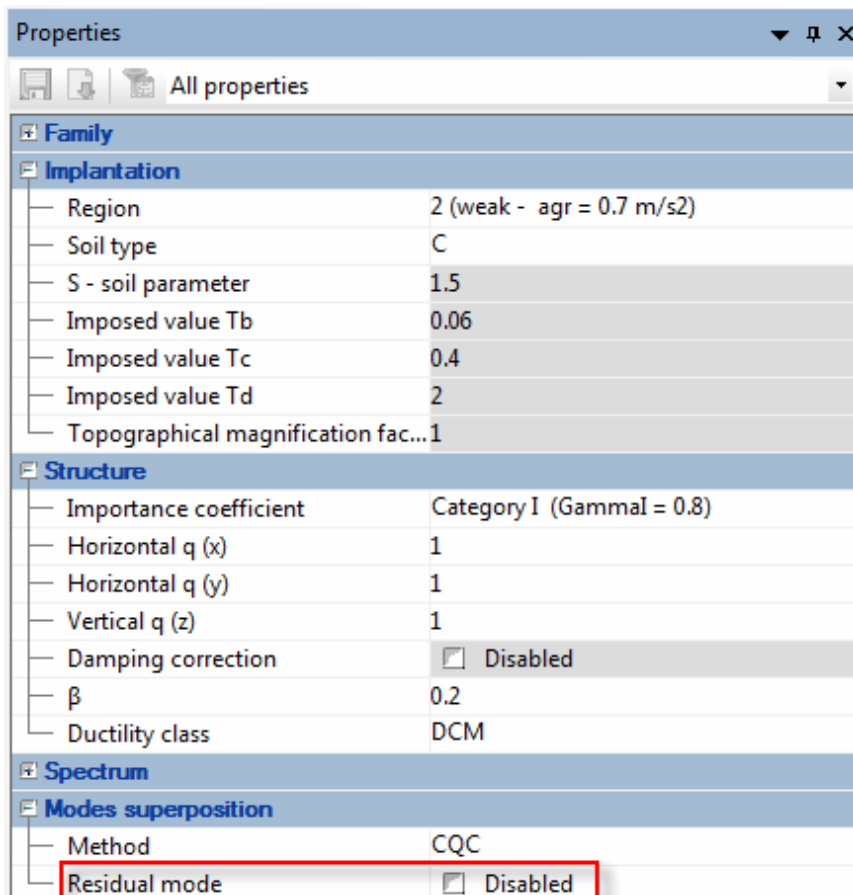 Properties
All properties
Family
Implantation
Region 2 (weak - agr = 0.7 m/s2)
Soil type C
S - soil parameter 1.5
Imposed value Tb 0.06
Imposed value Tc 0.4
Imposed value Td 2
Topographical magnification fac... 1
Structure
Importance coefficient Category I (GammaI = 0.8)
Horizontal q (x) 1
Horizontal q (y) 1
Vertical q (z) 1
Damping correction Disabled
β 0.2
Ductility class DCM
Spectrum
Modes superposition
Method CQC
Residual mode Disabled